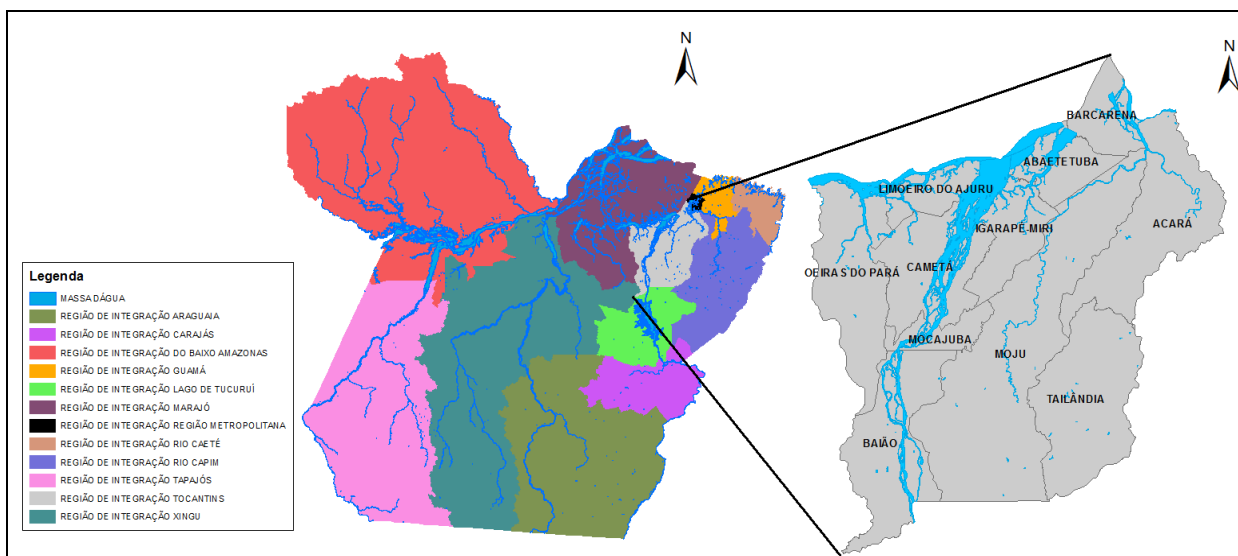 N
N
Legenda
MASSA DÁGUA
REGIÃO DE INTEGRAÇÃO ARAGUAIA
REGIÃO DE INTEGRAÇÃO CARAJÁS
REGIÃO DE INTEGRAÇÃO DO BAIXO AMAZONAS
REGIÃO DE INTEGRAÇÃO GUAMÁ
REGIÃO DE INTEGRAÇÃO LAGO DE TUCURUÍ
REGIÃO DE INTEGRAÇÃO MARAJÓ
REGIÃO DE INTEGRAÇÃO REGIÃO METROPOLITANA
REGIÃO DE INTEGRAÇÃO RIO CAETÉ
REGIÃO DE INTEGRAÇÃO RIO CAPIM
REGIÃO DE INTEGRAÇÃO TAPAJÓS
REGIÃO DE INTEGRAÇÃO TOCANTINS
REGIÃO DE INTEGRAÇÃO XINGU
BARCARENA
ABAETETUBA
LIMOEIRO DO AJURU
ACARÁ
IGARAPÉ-MIRI
OEIRAS DO PARÁ
CAMETÁ
MOCAJUBA
MOJU
TAILÂNDIA
BAIÃO